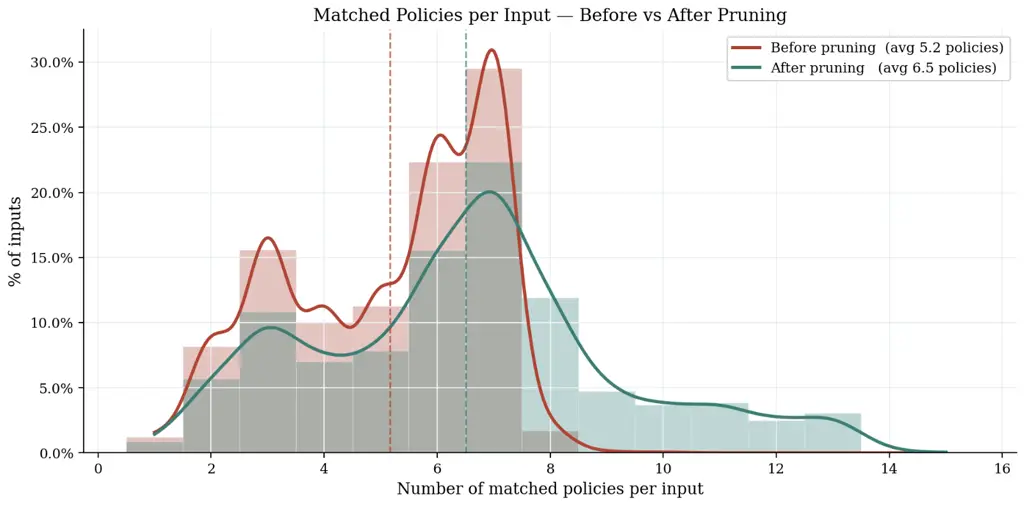 Matched Policies per Input — Before vs After Pruning
Before pruning  (avg 5.2 policies)
After pruning   (avg 6.5 policies)
% of inputs
30.0%
25.0%
20.0%
15.0%
10.0%
5.0%
0.0%
0 2 4 6 8 10 12 14 16
Number of matched policies per input